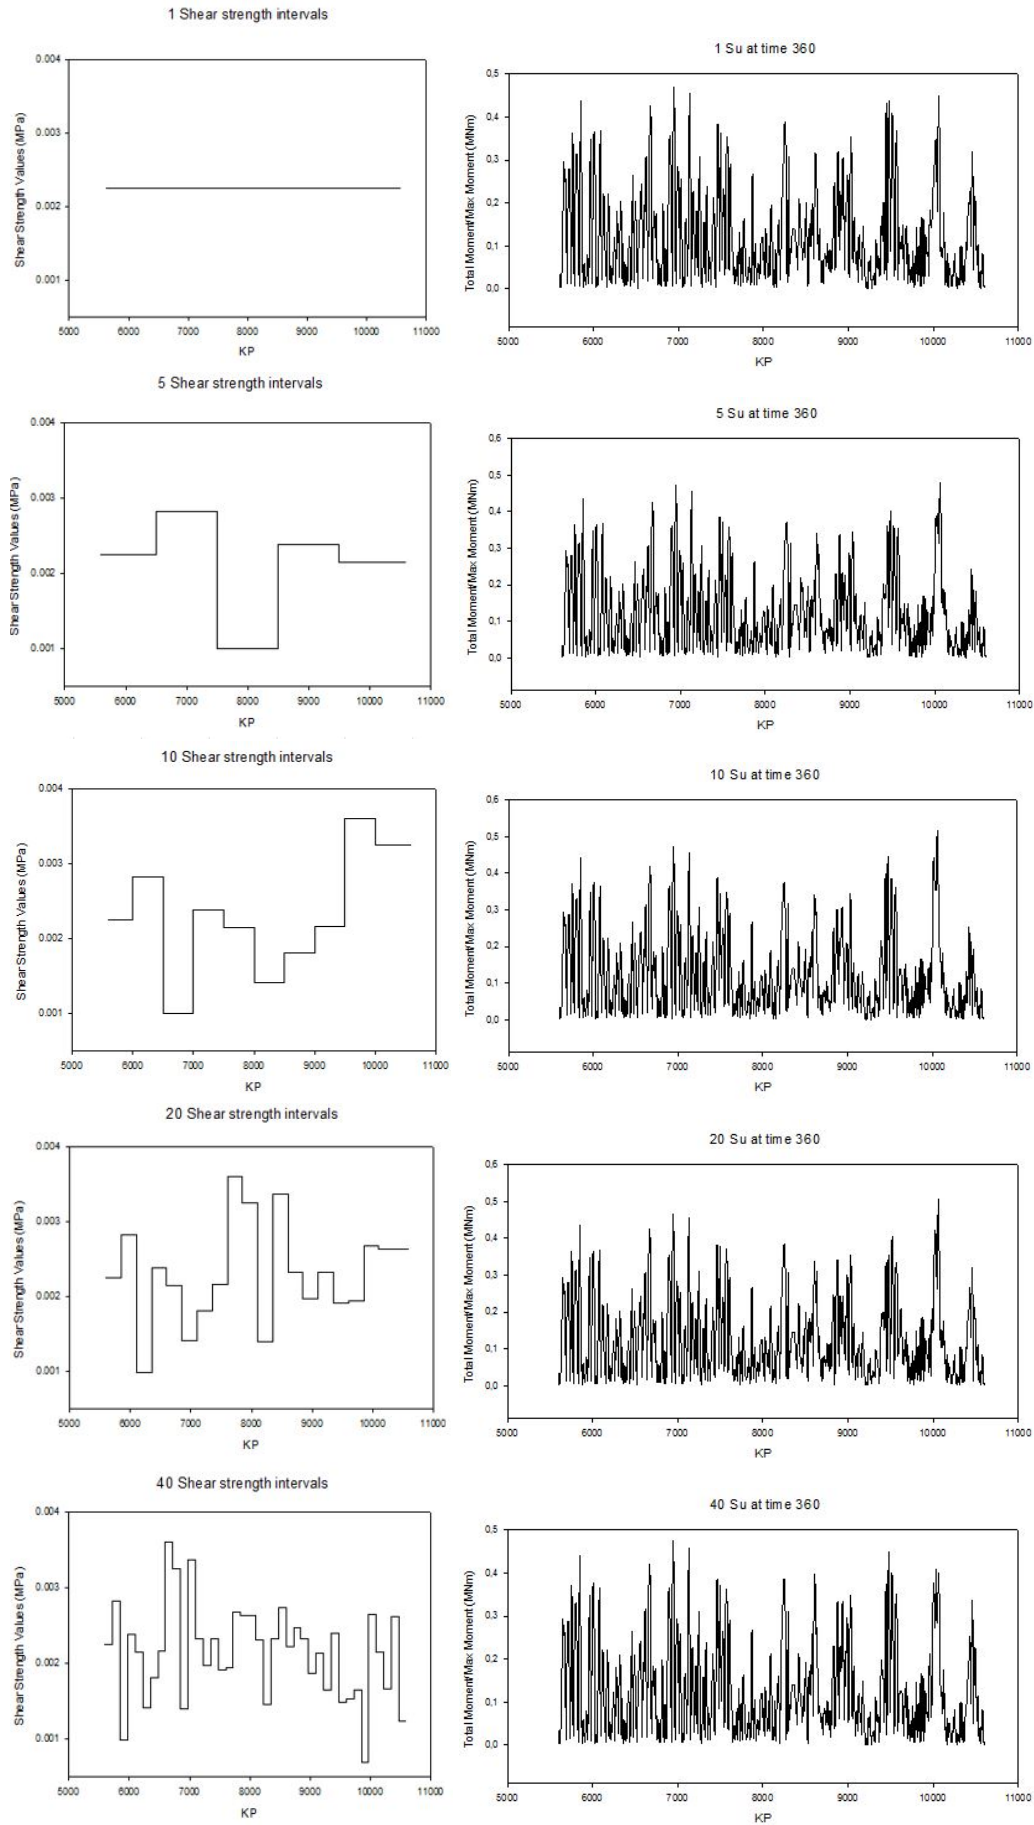 1 Shear strength intervals
Shear Strength Values (MPa)
0.004
0.003
0.002
0.001
5000 6000 7000 8000 9000 10000 11000
KP
1 Su at time 360
Total Moment/Max Moment (MNm)
0,5
0,4
0,3
0,2
0,1
0,0
5000 6000 7000 8000 9000 10000 11000
KP
5 Shear strength intervals
Shear Strength Values (MPa)
0.004
0.003
0.002
0.001
5000 6000 7000 8000 9000 10000 11000
KP
5 Su at time 360
Total Moment/Max Moment (MNm)
0,6
0,5
0,4
0,3
0,2
0,1
0,0
5000 6000 7000 8000 9000 10000 11000
KP
10 Shear strength intervals
Shear Strength Values (MPa)
0.004
0.003
0.002
0.001
5000 6000 7000 8000 9000 10000 11000
KP
10 Su at time 360
Total Moment/Max Moment (MNm)
0,6
0,5
0,4
0,3
0,2
0,1
0,0
5000 6000 7000 8000 9000 10000 11000
KP
20 Shear strength intervals
Shear Strength Values (MPa)
0.004
0.003
0.002
0.001
5000 6000 7000 8000 9000 10000 11000
KP
20 Su at time 360
Total Moment/Max Moment (MNm)
0,6
0,5
0,4
0,3
0,2
0,1
0,0
5000 6000 7000 8000 9000 10000 11000
KP
40 Shear strength intervals
Shear Strength Values (MPa)
0.004
0.003
0.002
0.001
5000 6000 7000 8000 9000 10000 11000
KP
40 Su at time 360
Total Moment/Max Moment (MNm)
0,5
0,4
0,3
0,2
0,1
0,0
5000 6000 7000 8000 9000 10000 11000
KP